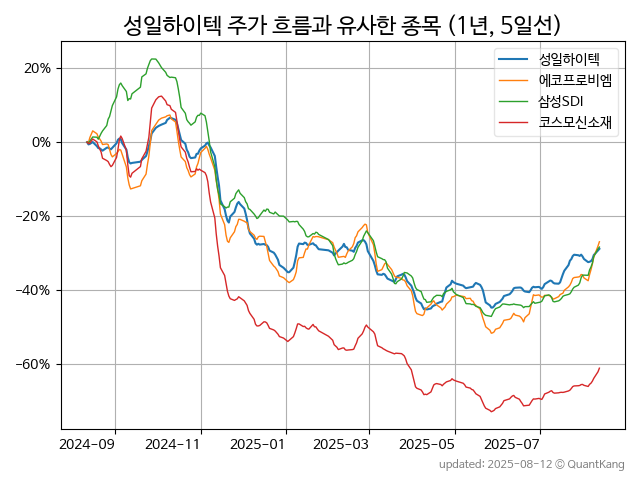 성일하이텍 주가 흐름과 유사한 종목 (1년, 5일선)
성일하이텍
에코프로비엠
삼성SDI
코스모신소재
20%
0%
−20%
−40%
−60%
2024-09
2024-11
2025-01
2025-03
2025-05
2025-07
updated: 2025-08-12 © QuantKang